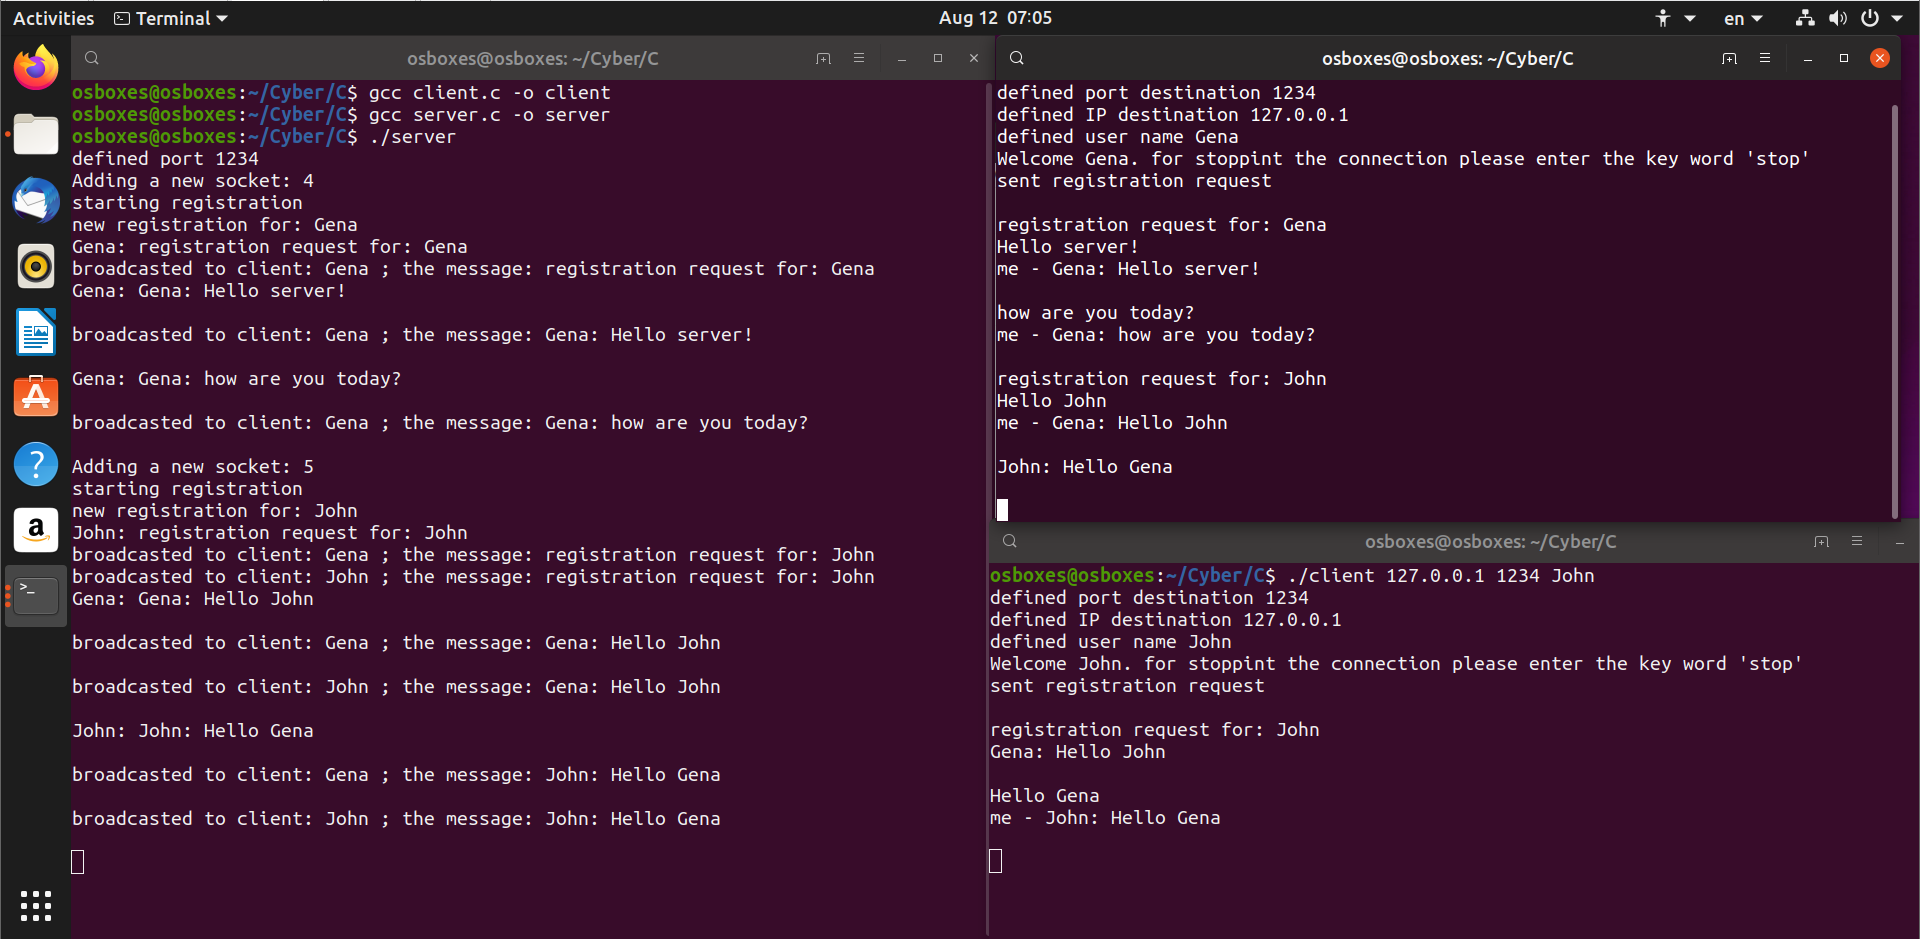 Activities Terminal Aug 12 07:05 en
osboxes@osboxes: ~/Cyber/C
osboxes@osboxes:~/Cyber/C$ gcc client.c -o client
osboxes@osboxes:~/Cyber/C$ gcc server.c -o server
osboxes@osboxes:~/Cyber/C$ ./server
defined port 1234
Adding a new socket: 4
starting registration
new registration for: Gena
Gena: registration request for: Gena
broadcasted to client: Gena ; the message: registration request for: Gena
Gena: Gena: Hello server!
broadcasted to client: Gena ; the message: Gena: Hello server!
Gena: Gena: how are you today?
broadcasted to client: Gena ; the message: Gena: how are you today?
Adding a new socket: 5
starting registration
new registration for: John
John: registration request for: John
broadcasted to client: Gena ; the message: registration request for: John
broadcasted to client: John ; the message: registration request for: John
Gena: Gena: Hello John
broadcasted to client: Gena ; the message: Gena: Hello John
broadcasted to client: John ; the message: Gena: Hello John
John: John: Hello Gena
broadcasted to client: Gena ; the message: John: Hello Gena
broadcasted to client: John ; the message: John: Hello Gena
osboxes@osboxes: ~/Cyber/C
defined port destination 1234
defined IP destination 127.0.0.1
defined user name Gena
Welcome Gena. for stoppint the connection please enter the key word 'stop'
sent registration request
registration request for: Gena
Hello server!
me - Gena: Hello server!
how are you today?
me - Gena: how are you today?
registration request for: John
Hello John
me - Gena: Hello John
John: Hello Gena
osboxes@osboxes: ~/Cyber/C
osboxes@osboxes:~/Cyber/C$ ./client 127.0.0.1 1234 John
defined port destination 1234
defined IP destination 127.0.0.1
defined user name John
Welcome John. for stoppint the connection please enter the key word 'stop'
sent registration request
registration request for: John
Gena: Hello John
Hello Gena
me - John: Hello Gena